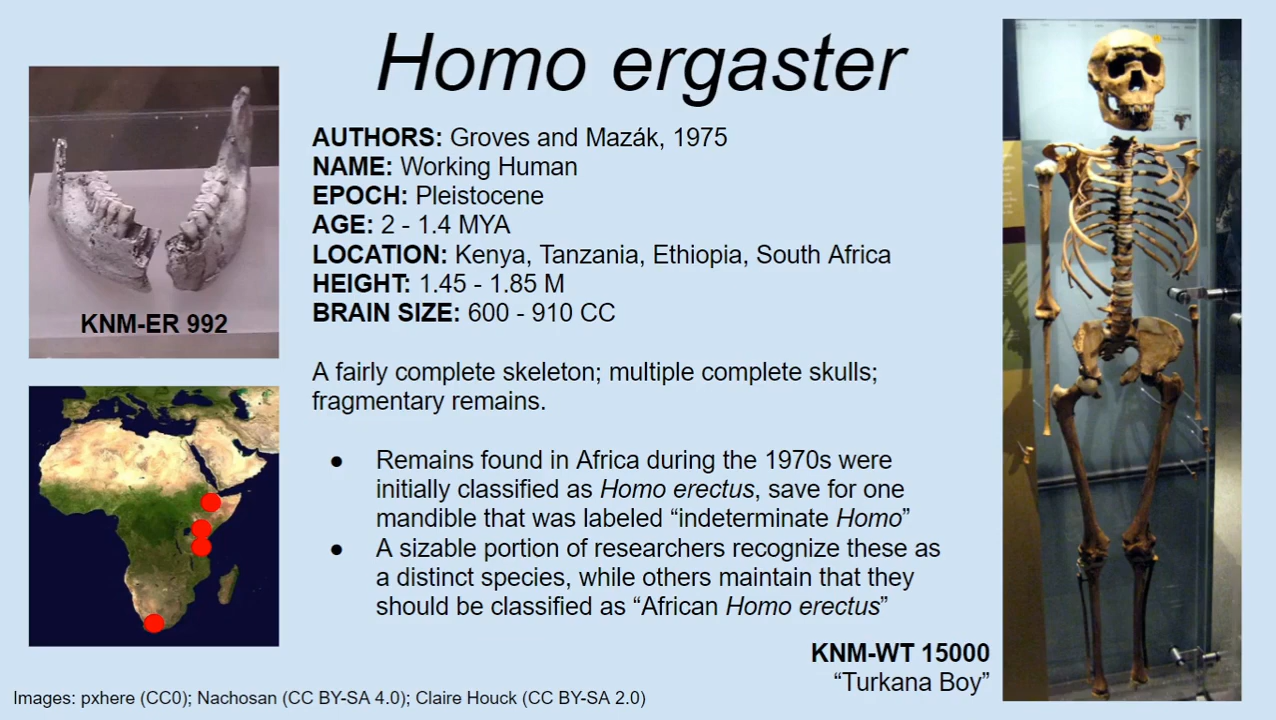 Homo ergaster
AUTHORS: Groves and Mazák, 1975
NAME: Working Human
EPOCH: Pleistocene
AGE: 2 - 1.4 MYA
LOCATION: Kenya, Tanzania, Ethiopia, South Africa
HEIGHT: 1.45 - 1.85 M
BRAIN SIZE: 600 - 910 CC
KNM-ER 992
A fairly complete skeleton; multiple complete skulls;
fragmentary remains.
● Remains found in Africa during the 1970s were
initially classified as Homo erectus, save for one
mandible that was labeled “indeterminate Homo”
● A sizable portion of researchers recognize these as
a distinct species, while others maintain that they
should be classified as “African Homo erectus”
KNM-WT 15000
“Turkana Boy”
Images: pxhere (CC0); Nachosan (CC BY-SA 4.0); Claire Houck (CC BY-SA 2.0)